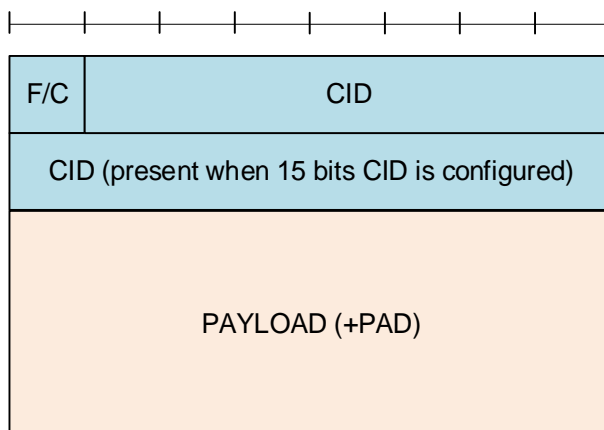 F/C CID
CID (present when 15 bits CID is configured)
PAYLOAD (+PAD)